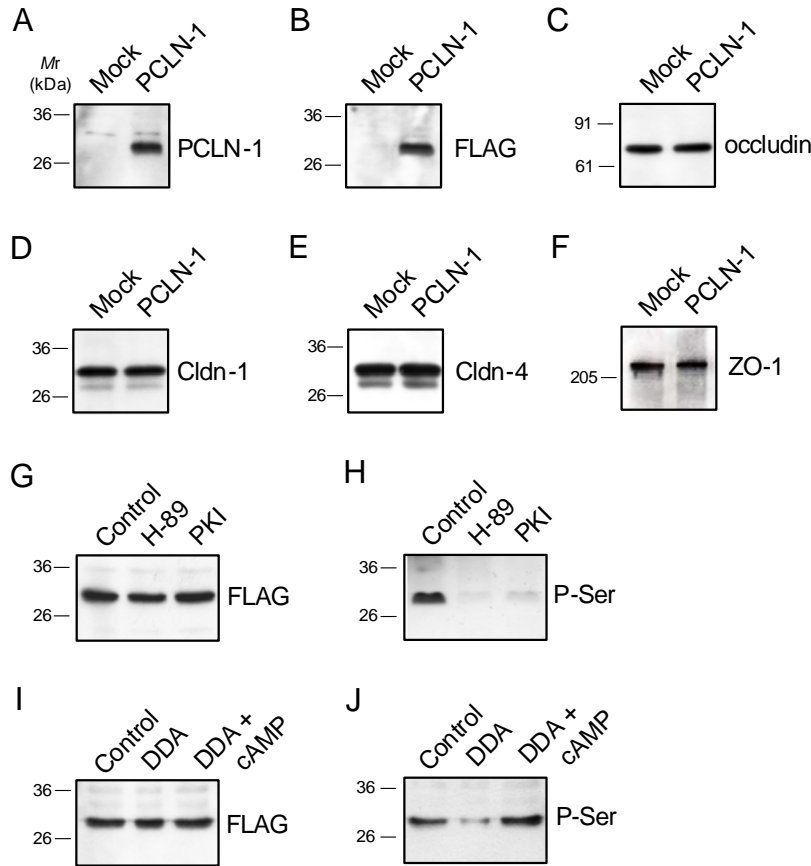 A
Mr
(kDa)
Mock
PCLN-1
36
26
PCLN-1
B
Mock
PCLN-1
36
26
FLAG
C
Mock
PCLN-1
91
61
occludin
D
Mock
PCLN-1
36
26
Cldn-1
E
Mock
PCLN-1
36
26
Cldn-4
F
Mock
PCLN-1
205
ZO-1
G
Control
H-89
PKI
36
26
FLAG
H
Control
H-89
PKI
36
26
P-Ser
I
Control
DDA
DDA +
cAMP
36
26
FLAG
J
Control
DDA
DDA +
cAMP
36
26
P-Ser